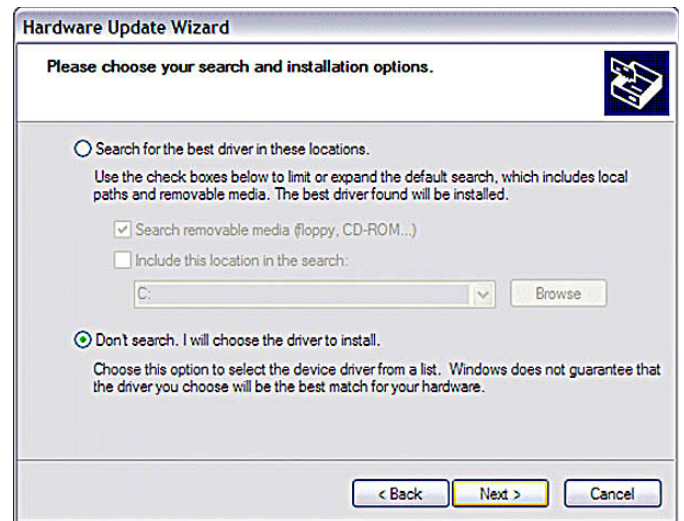 Hardware Update Wizard
Please choose your search and installation options.
Search for the best driver in these locations.
Use the check boxes below to limit or expand the default search, which includes local
paths and removable media. The best driver found will be installed.
Search removable media (floppy, CD-ROM...)
Include this location in the search:
C:
Browse
Don't search. I will choose the driver to install.
Choose this option to select the device driver from a list. Windows does not guarantee that
the driver you choose will be the best match for your hardware.
< Back Next > Cancel